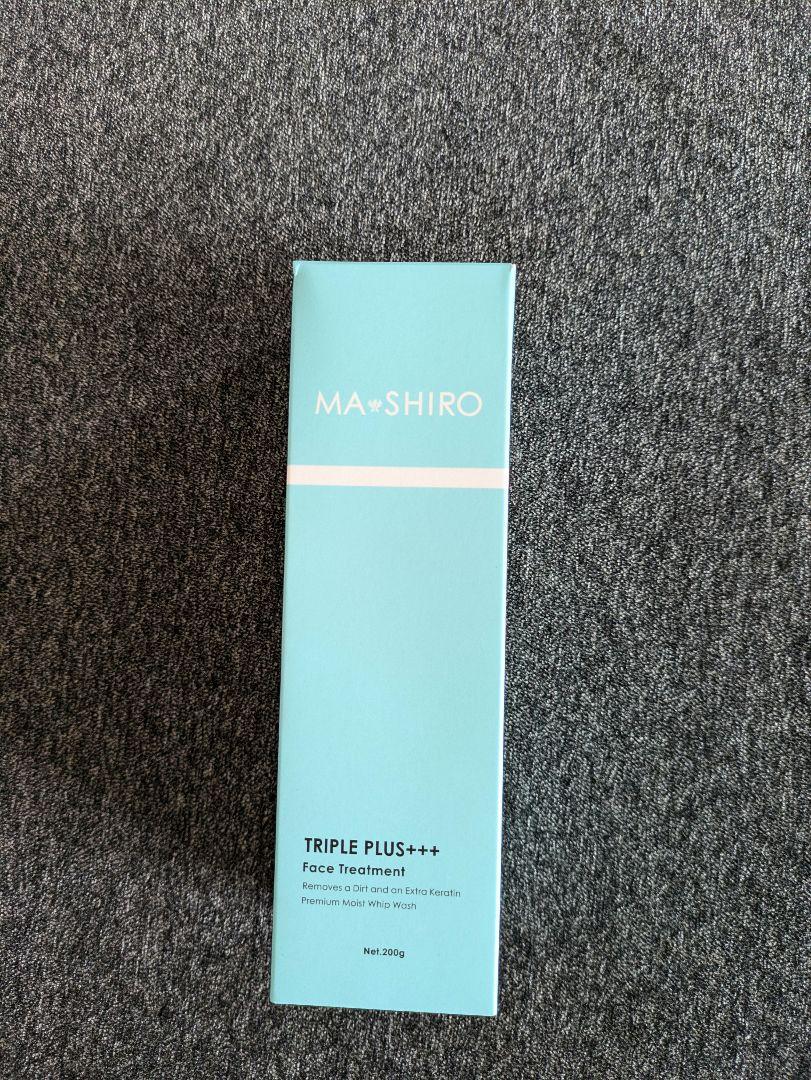 MA SHIRO
TRIPLE PLUS+++
Face Treatment
Removes a Dirt and an Extra Keratin
Premium Moist Whip Wash
Net.200g